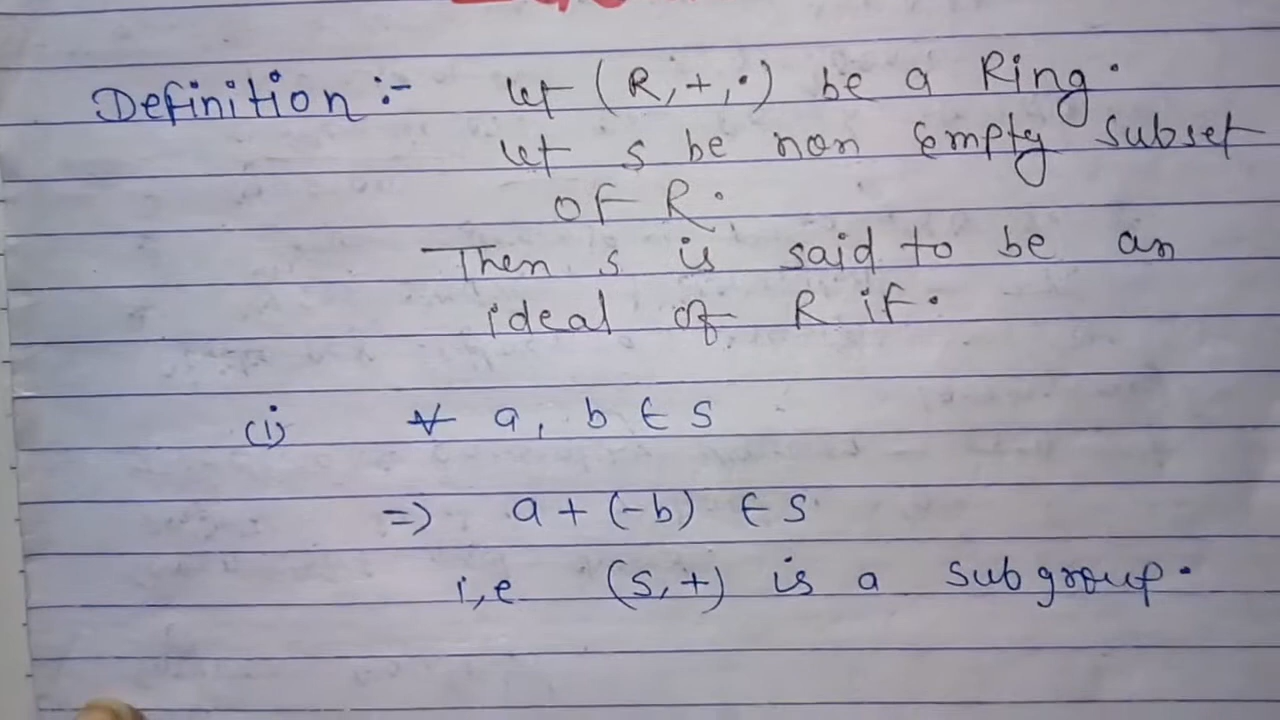 Definition :- let (R, +, ·) be a Ring.
let s be non empty subset
of R.
Then s is said to be an
ideal of R if.
(i) ∀ a, b ∈ S
=> a + (-b) ∈ S
i,e (S, +) is a subgroup.